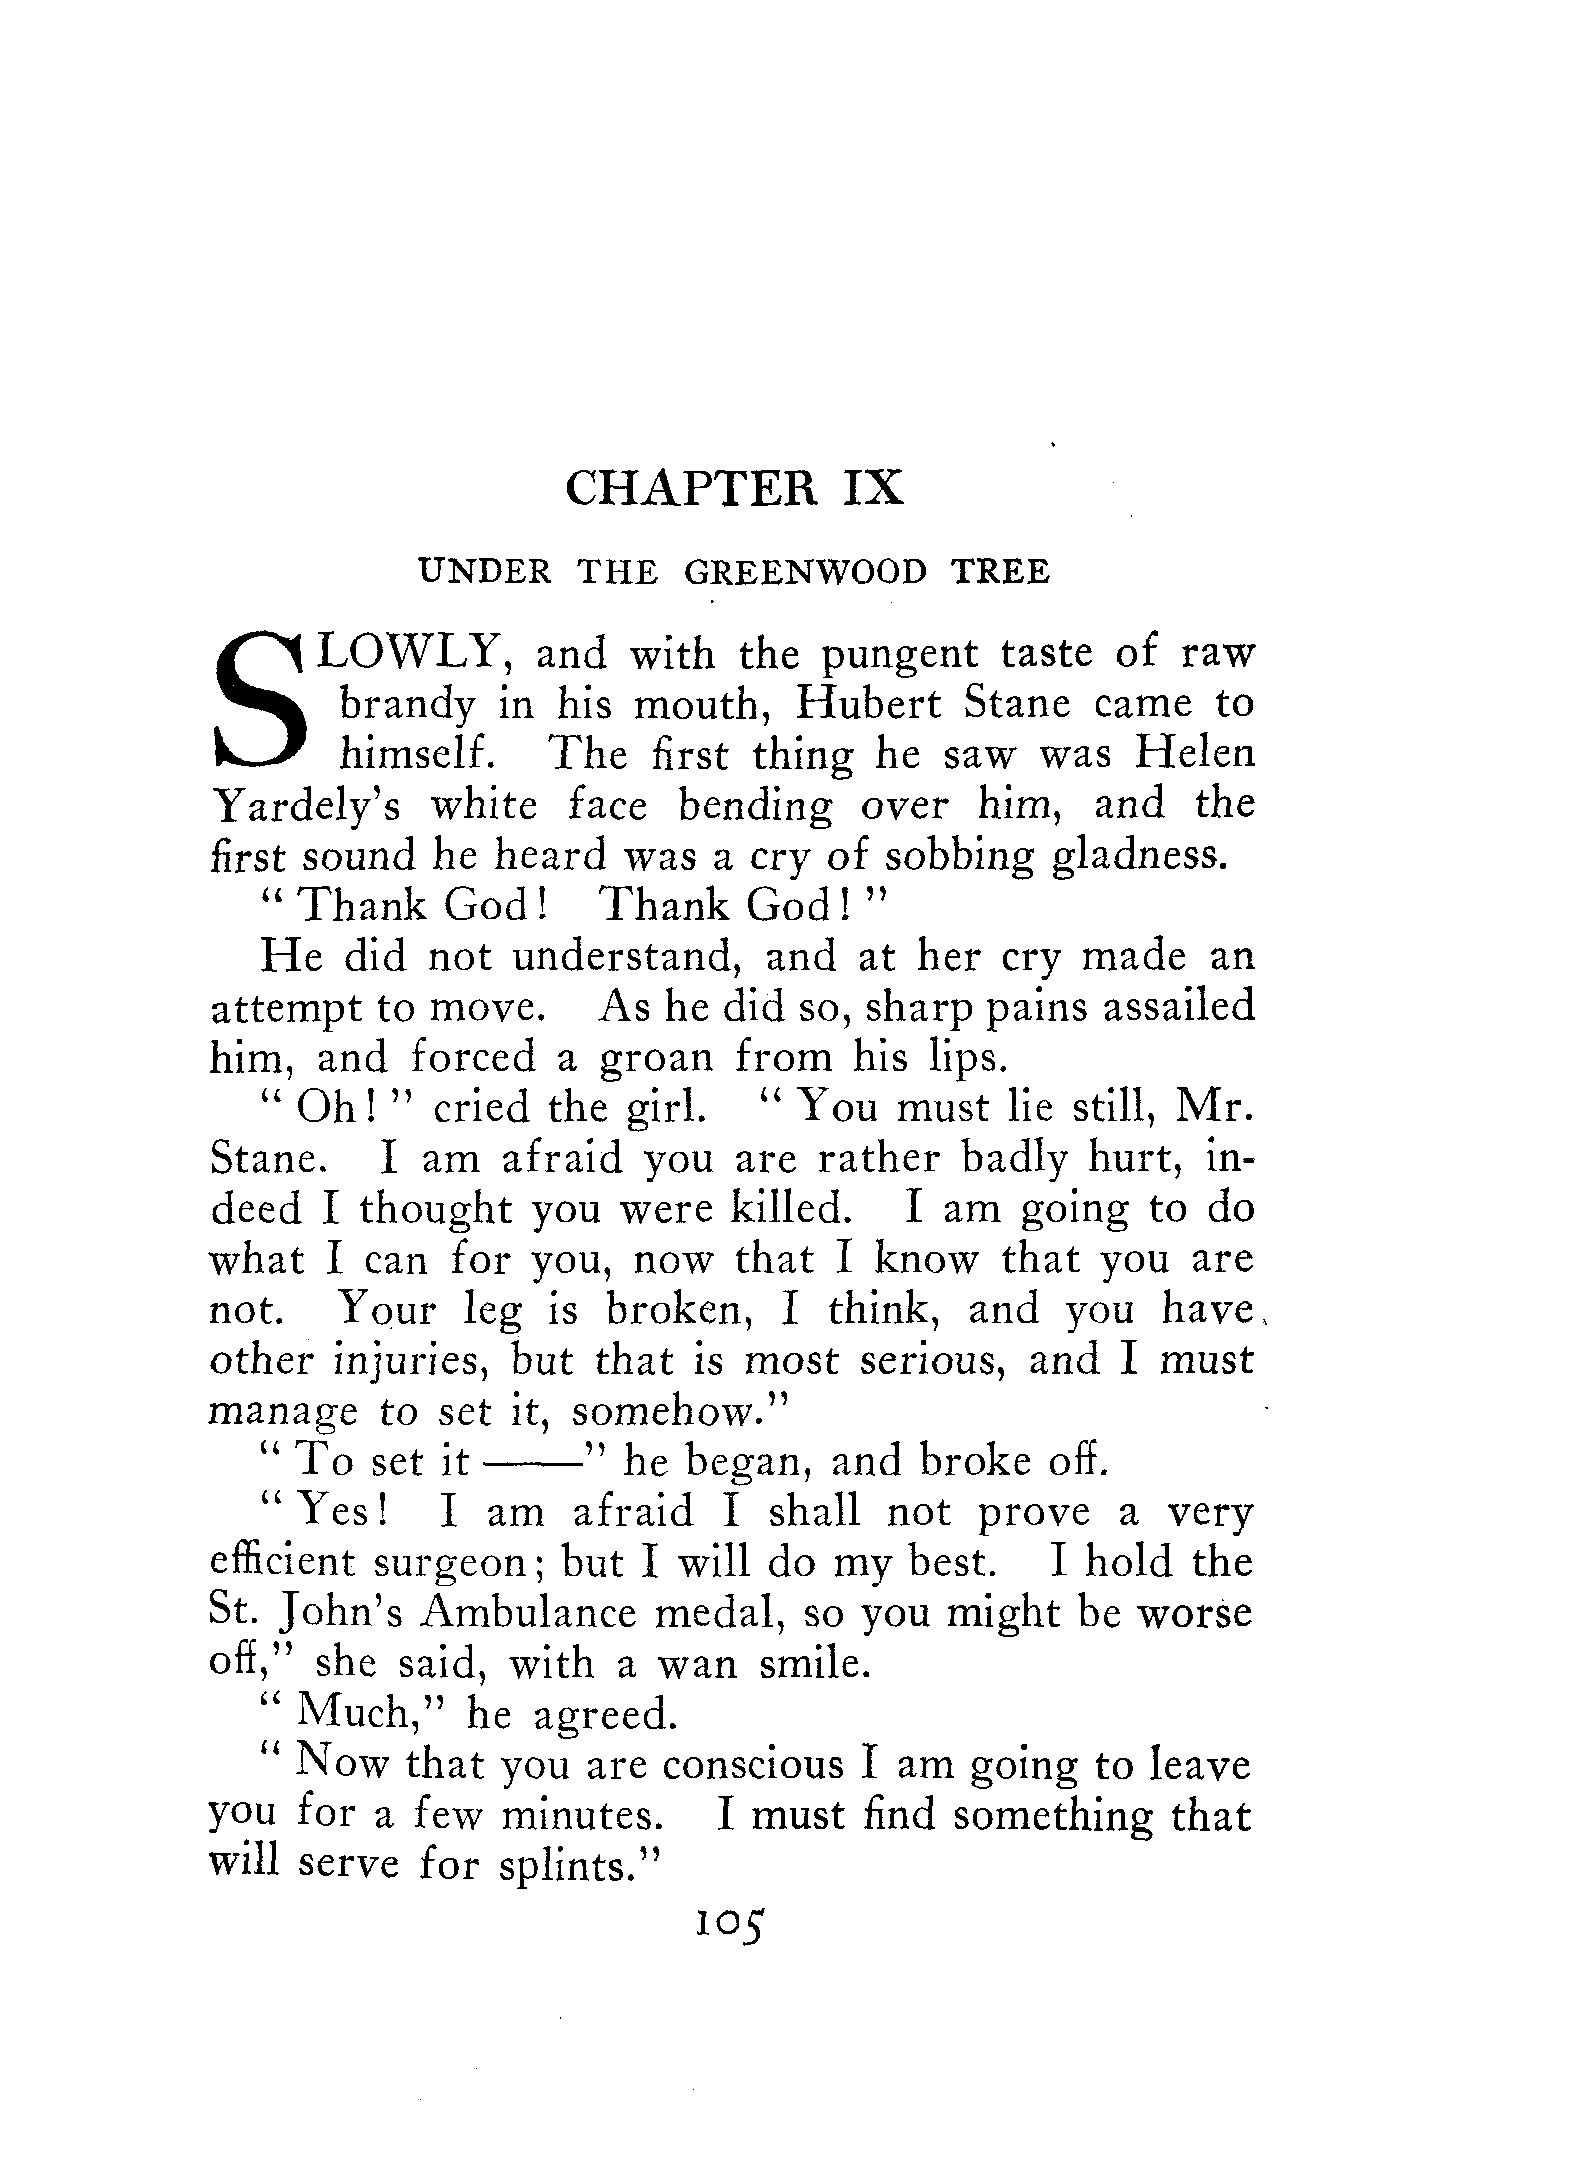 CHAPTER IX
UNDER THE GREENWOOD TREE
SLOWLY, and with the pungent taste of raw
brandy in his mouth, Hubert Stane came to
himself. The first thing he saw was Helen
Yardely's white face bending over him, and the
first sound he heard was a cry of sobbing gladness.
" Thank God! Thank God! "
He did not understand, and at her cry made an
attempt to move. As he did so, sharp pains assailed
him, and forced a groan from his lips.
" Oh! " cried the girl. " You must lie still, Mr.
Stane. I am afraid you are rather badly hurt, in-
deed I thought you were killed. I am going to do
what I can for you, now that I know that you are
not. Your leg is broken, I think, and you have
other injuries, but that is most serious, and I must
manage to set it, somehow."
" To set it ——" he began, and broke off.
" Yes! I am afraid I shall not prove a very
efficient surgeon; but I will do my best. I hold the
St. John's Ambulance medal, so you might be worse
off," she said, with a wan smile.
" Much," he agreed.
" Now that you are conscious I am going to leave
you for a few minutes. I must find something that
will serve for splints."
105